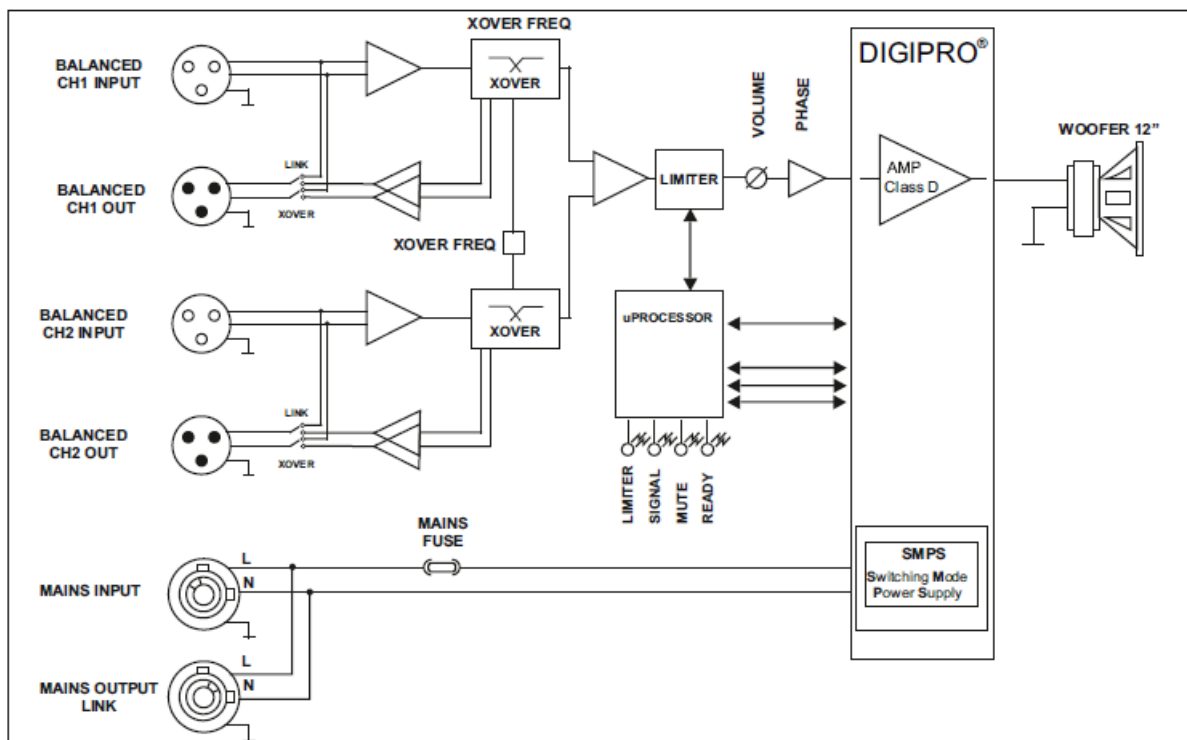 XOVER FREQ
DIGIPRO®
BALANCED
CH1 INPUT
XOVER
VOLUME
PHASE
WOOFER 12”
LINK
LIMITER
AMP
Class D
BALANCED
CH1 OUT
XOVER
XOVER FREQ
BALANCED
CH2 INPUT
XOVER
uPROCESSOR
LINK
BALANCED
CH2 OUT
XOVER
LIMITER
SIGNAL
MUTE
READY
MAINS
FUSE
L
N
MAINS INPUT
SMPS
Switching Mode
Power Supply
L
N
MAINS OUTPUT
LINK